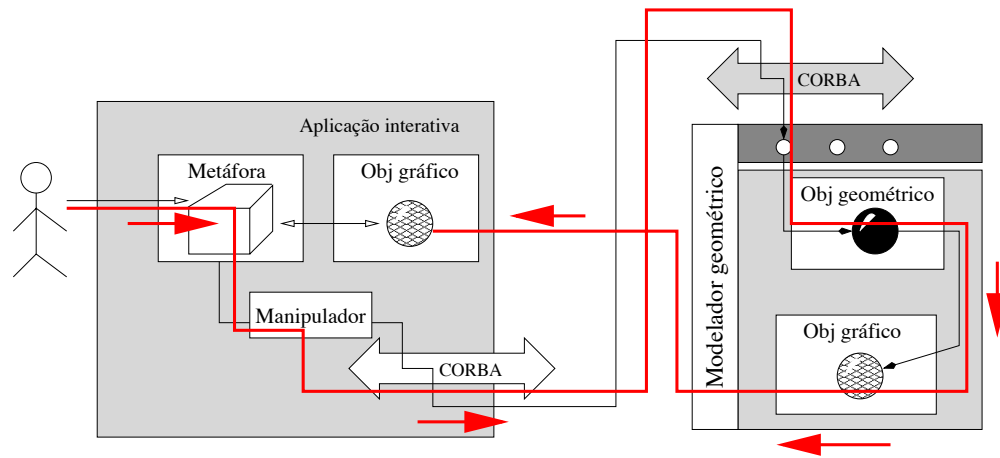 CORBA
Aplicação interativa
Metáfora
Obj gráfico
Manipulador
CORBA
Modelador geométrico
Obj geométrico
Obj gráfico